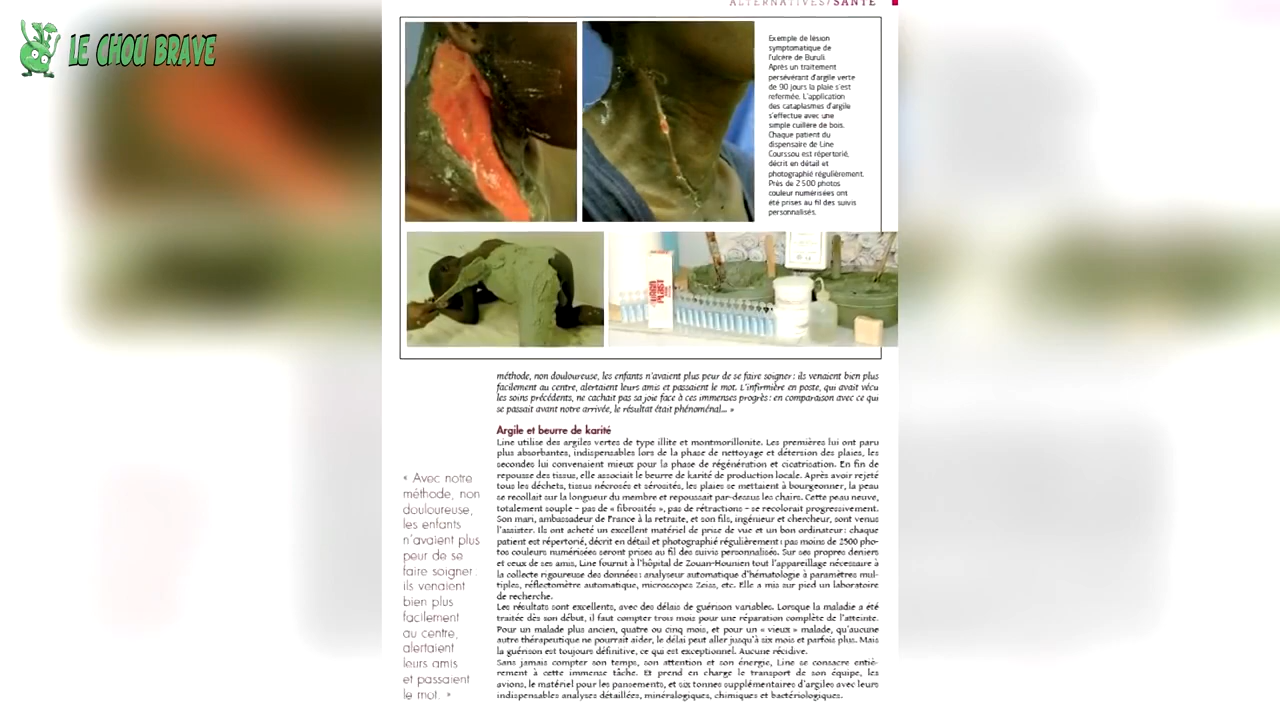 ALTERNATIVES/SANTÉ
LE CHOU BRAVE
Exemple de lésion
symptomatique de
l'ulcère de Buruli.
Après un traitement
persévérant d'argile verte
de 90 jours la plaie s'est
refermée. L'application
des cataplasmes d'argile
s'effectue avec une
simple cuillère de bois.
Chaque patient du
dispensaire de Line
Courssou est répertorié,
décrit en détail et
photographié régulièrement.
Près de 2 500 photos
couleur numérisées ont
été prises au fil des suivis
personnalisés.
méthode, non douloureuse, les enfants n'avaient plus peur de se faire soigner : ils venaient bien plus
facilement au centre, alertaient leurs amis et passaient le mot. L'infirmière en poste, qui avait vécu
les soins précédents, ne cachait pas sa joie face à ces immenses progrès : en comparaison avec ce qui
se passait avant notre arrivée, le résultat était phénoménal... »
Argile et beurre de karité
Line utilise des argiles vertes de type illite et montmorillonite. Les premières lui ont paru
plus absorbantes, indispensables lors de la phase de nettoyage et détersion des plaies, les
secondes lui convenaient mieux pour la phase de régénération et cicatrisation. En fin de
repousse des tissus, elle associait le beurre de karité de production locale. Après avoir rejeté
tous les déchets, tissus nécrosés et sérosités, les plaies se mettaient à bourgeonner, la peau
se recollait sur la longueur du membre et repoussait par-dessus les chairs. Cette peau neuve,
totalement souple – pas de « fibrosités », pas de rétractions – se recolorait progressivement.
Son mari, ambassadeur de France à la retraite, et son fils, ingénieur et chercheur, sont venus
l'assister. Ils ont acheté un excellent matériel de prise de vue et un bon ordinateur : chaque
patient est répertorié, décrit en détail et photographié régulièrement : pas moins de 2500 pho-
tos couleurs numérisées seront prises au fil des suivis personnalisés. Sur ses propres deniers
et ceux de ses amis, Line fournit à l'hôpital de Zouan-Hounien tout l'appareillage nécessaire à
la collecte rigoureuse des données : analyseur automatique d'hématologie à paramètres mul-
tiples, réflectomètre automatique, microscopes Zeiss, etc. Elle a mis sur pied un laboratoire
de recherche.
Les résultats sont excellents, avec des délais de guérison variables. Lorsque la maladie a été
traitée dès son début, il faut compter trois mois pour une réparation complète de l'atteinte.
Pour un malade plus ancien, quatre ou cinq mois, et pour un « vieux » malade, qu'aucune
autre thérapeutique ne pourrait aider, le délai peut aller jusqu'à six mois et parfois plus. Mais
la guérison est toujours définitive, ce qui est exceptionnel. Aucune récidive.
Sans jamais compter son temps, son attention et son énergie, Line se consacre entiè-
rement à cette immense tâche. Et prend en charge le transport de son équipe, les
avions, le matériel pour les pansements, et six tonnes supplémentaires d'argiles avec leurs
indispensables analyses détaillées, minéralogiques, chimiques et bactériologiques.
« Avec notre
méthode, non
douloureuse,
les enfants
n'avaient plus
peur de se
faire soigner :
ils venaient
bien plus
facilement
au centre,
alertaient
leurs amis
et passaient
le mot. »